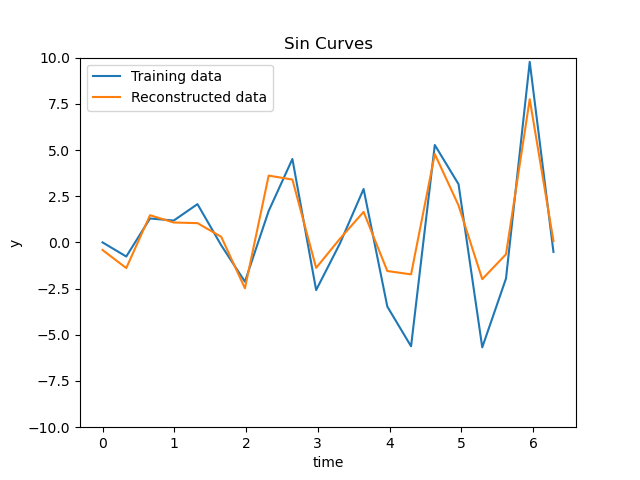 Sin Curves
Training data
Reconstructed data
10.0
7.5
5.0
2.5
0.0
−2.5
−5.0
−7.5
−10.0
y
0 1 2 3 4 5 6
time